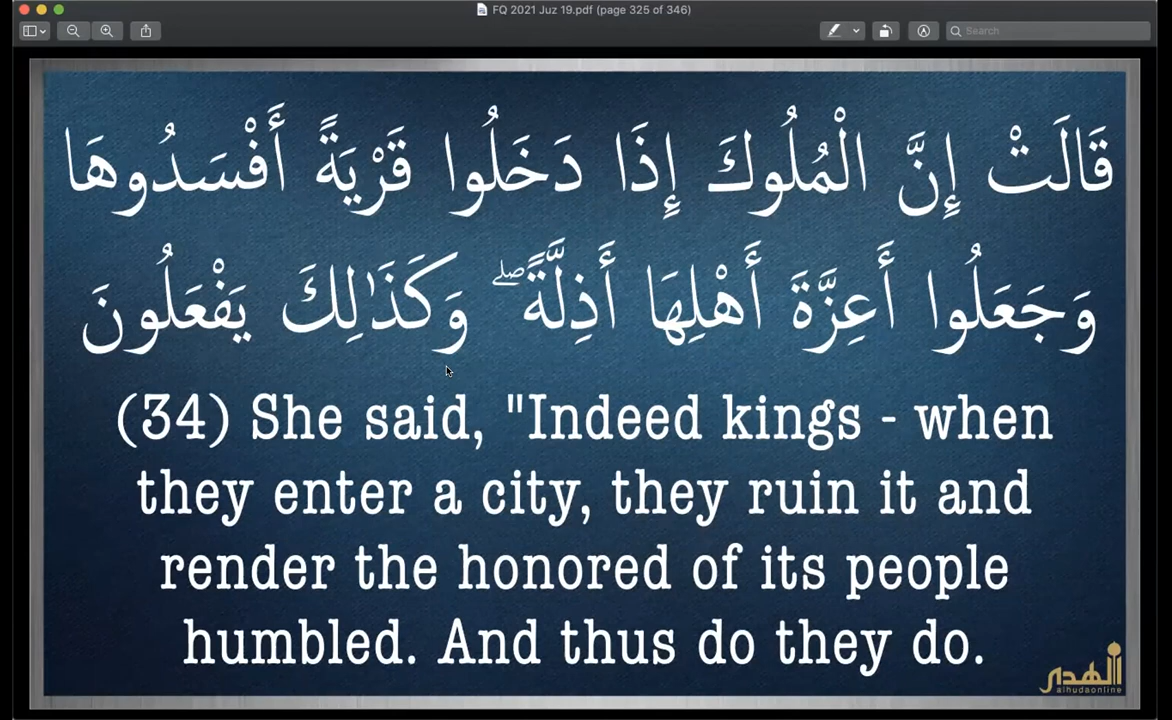 FQ 2021 Juz 19.pdf (page 325 of 346)
Search
قَالَتْ إِنَّ الْمُلُوكَ إِذَا دَخَلُوا قَرْيَةً أَفْسَدُوهَا
وَجَعَلُوا أَعِزَّةَ أَهْلِهَا أَذِلَّةً ۖ وَكَذَٰلِكَ يَفْعَلُونَ
(34) She said, "Indeed kings - when
they enter a city, they ruin it and
render the honored of its people
humbled. And thus do they do.
الهدى
alhudaonline